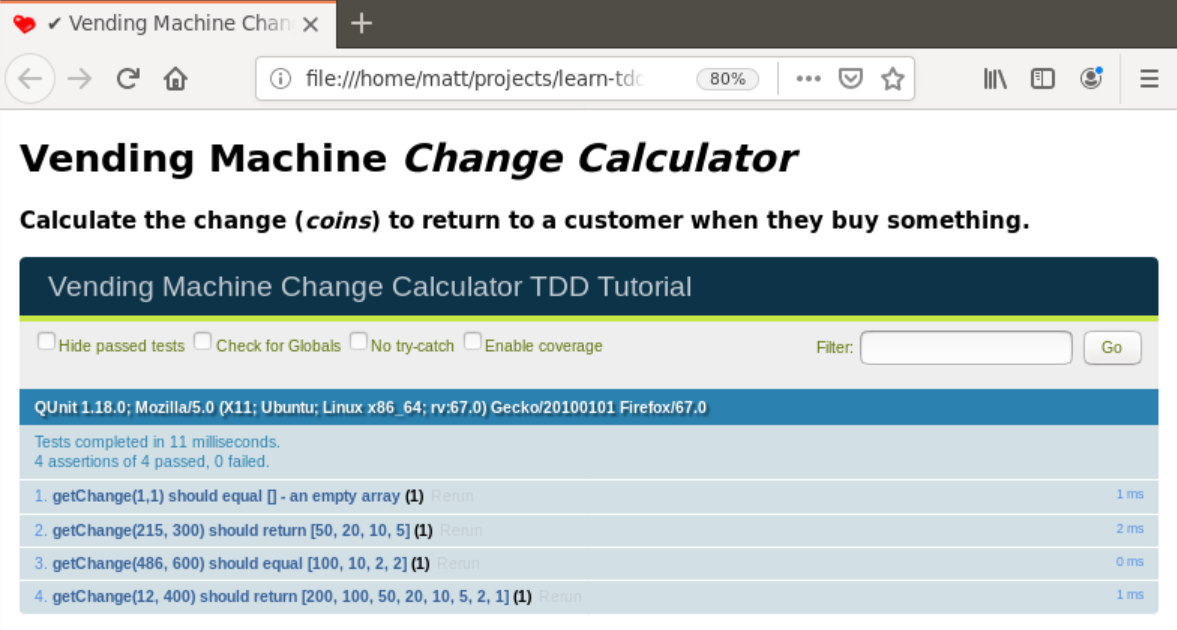 ✔ Vending Machine Chan
file:///home/matt/projects/learn-tdd
80%
Vending Machine Change Calculator
Calculate the change (coins) to return to a customer when they buy something.
Vending Machine Change Calculator TDD Tutorial
Hide passed tests Check for Globals No try-catch Enable coverage Filter: Go
QUnit 1.18.0; Mozilla/5.0 (X11; Ubuntu; Linux x86_64; rv:67.0) Gecko/20100101 Firefox/67.0
Tests completed in 11 milliseconds.
4 assertions of 4 passed, 0 failed.
1. getChange(1,1) should equal [] - an empty array (1) Rerun 1 ms
2. getChange(215, 300) should return [50, 20, 10, 5] (1) Rerun 2 ms
3. getChange(486, 600) should equal [100, 10, 2, 2] (1) Rerun 0 ms
4. getChange(12, 400) should return [200, 100, 50, 20, 10, 5, 2, 1] (1) Rerun 1 ms